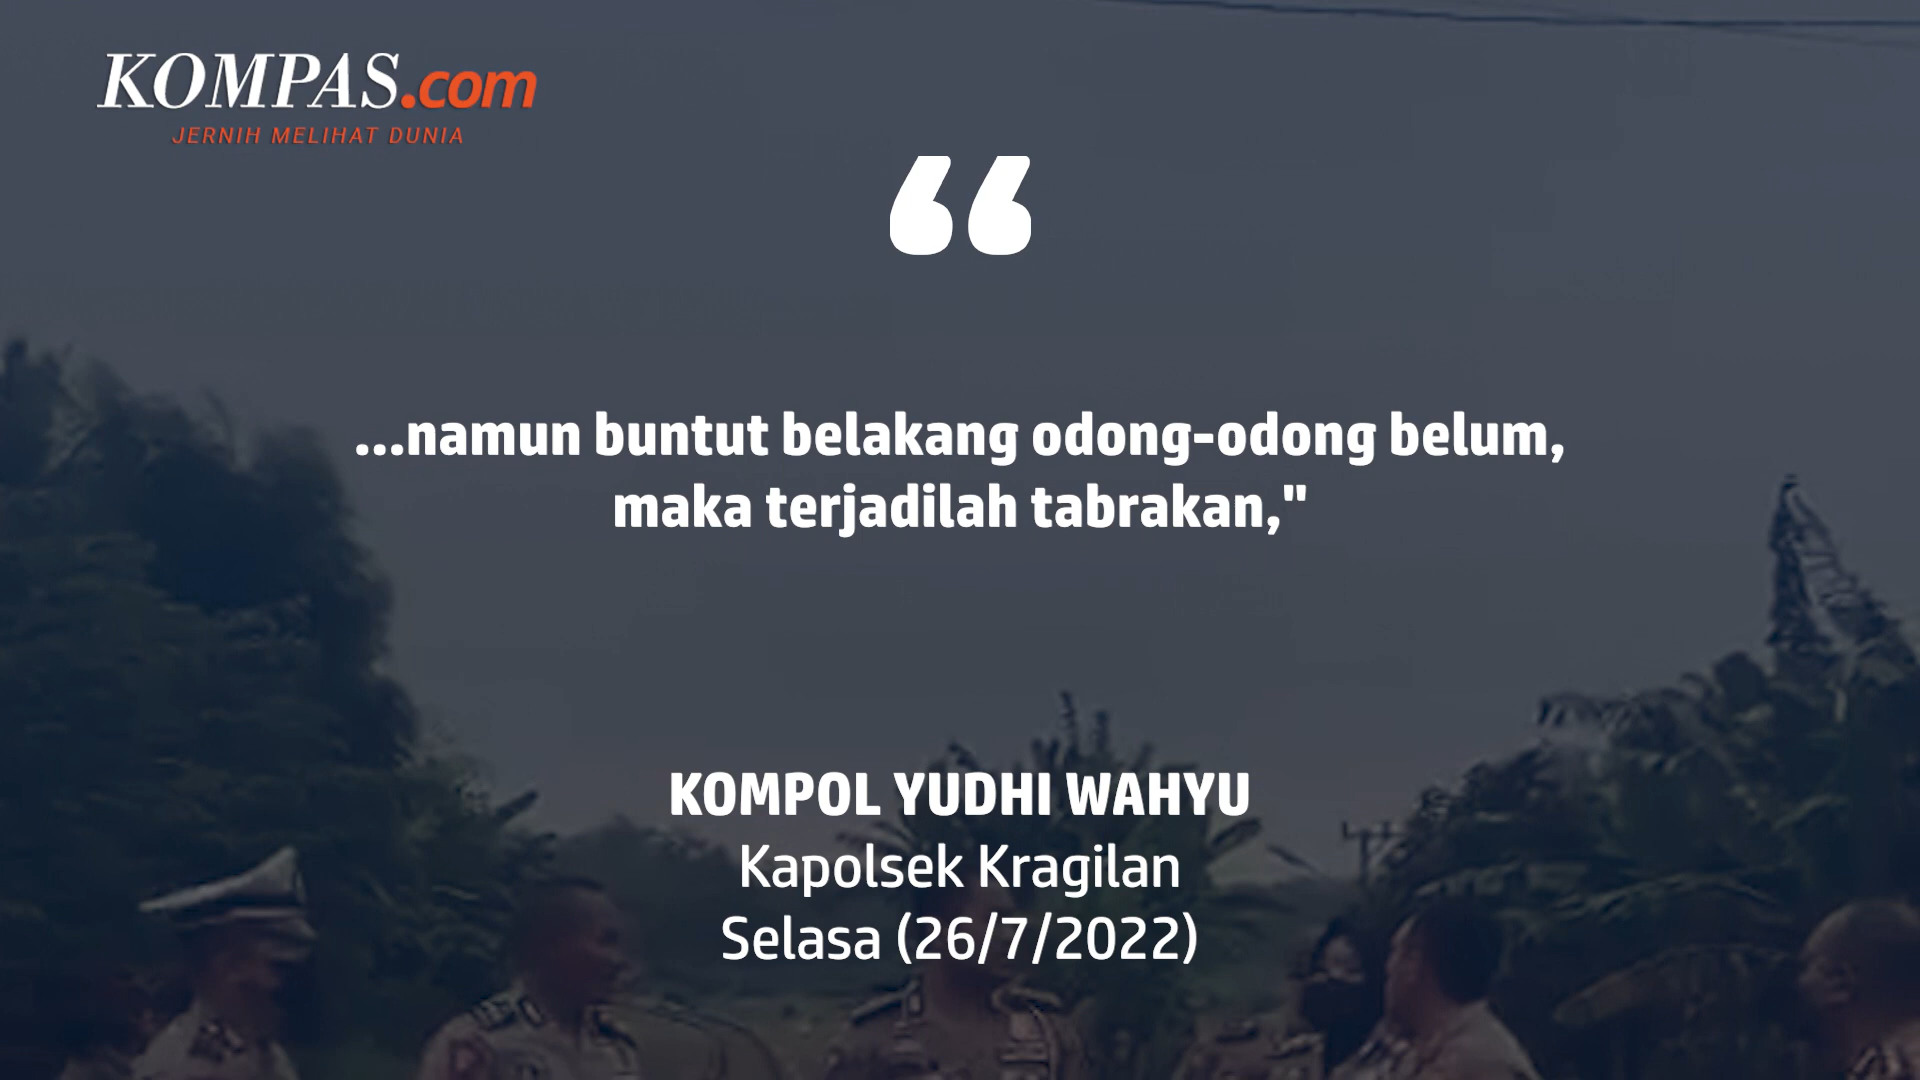 KOMPAS.com
JERNIH MELIHAT DUNIA
“
...namun buntut belakang odong-odong belum,
maka terjadilah tabrakan,"
KOMPOL YUDHI WAHYU
Kapolsek Kragilan
Selasa (26/7/2022)